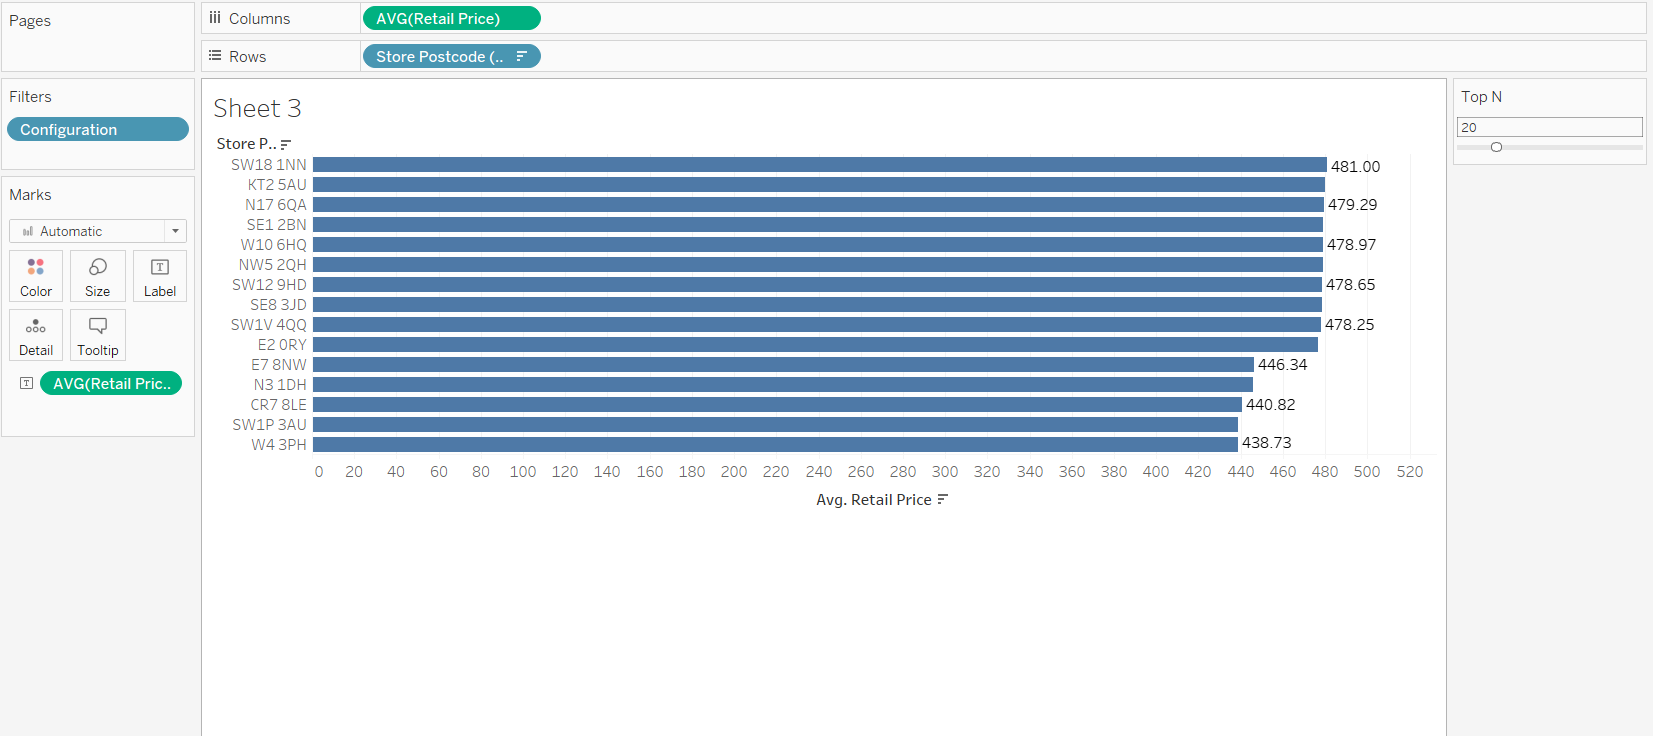 Pages
Columns
AVG(Retail Price)
Rows
Store Postcode (..
Filters
Configuration
Marks
Automatic
Color
Size
Label
Detail
Tooltip
AVG(Retail Pric..
Sheet 3
Store P..
SW18 1NN 481.00
KT2 5AU
N17 6QA 479.29
SE1 2BN
W10 6HQ 478.97
NW5 2QH
SW12 9HD 478.65
SE8 3JD
SW1V 4QQ 478.25
E2 0RY
E7 8NW 446.34
N3 1DH
CR7 8LE 440.82
SW1P 3AU
W4 3PH 438.73
0 20 40 60 80 100 120 140 160 180 200 220 240 260 280 300 320 340 360 380 400 420 440 460 480 500 520
Avg. Retail Price
Top N
20